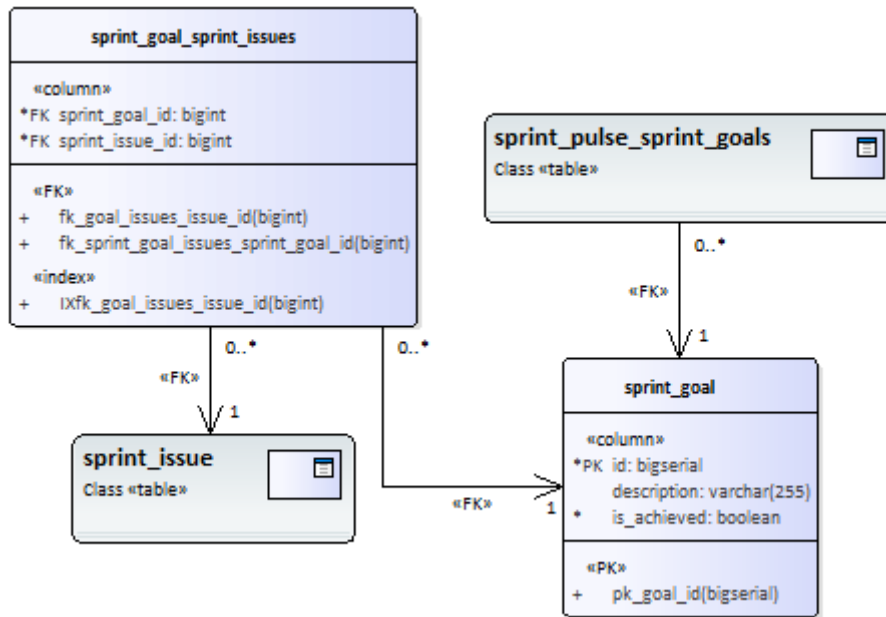 sprint_goal_sprint_issues
«column»
*FK sprint_goal_id: bigint
*FK sprint_issue_id: bigint
«FK»
+ fk_goal_issues_issue_id(bigint)
+ fk_sprint_goal_issues_sprint_goal_id(bigint)
«index»
+ IXfk_goal_issues_issue_id(bigint)
sprint_pulse_sprint_goals
Class «table»
0..*
«FK»
1
0..*
«FK»
1
0..*
«FK»
1
sprint_issue
Class «table»
sprint_goal
«column»
*PK id: bigserial
description: varchar(255)
* is_achieved: boolean
«PK»
+ pk_goal_id(bigserial)